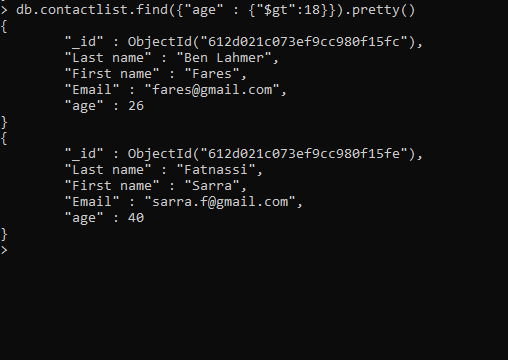 > db.contactlist.find({"age" : {"$gt":18}}).pretty()
{
        "_id" : ObjectId("612d021c073ef9cc980f15fc"),
        "Last name" : "Ben Lahmer",
        "First name" : "Fares",
        "Email" : "fares@gmail.com",
        "age" : 26
}
{
        "_id" : ObjectId("612d021c073ef9cc980f15fe"),
        "Last name" : "Fatnassi",
        "First name" : "Sarra",
        "Email" : "sarra.f@gmail.com",
        "age" : 40
}
>